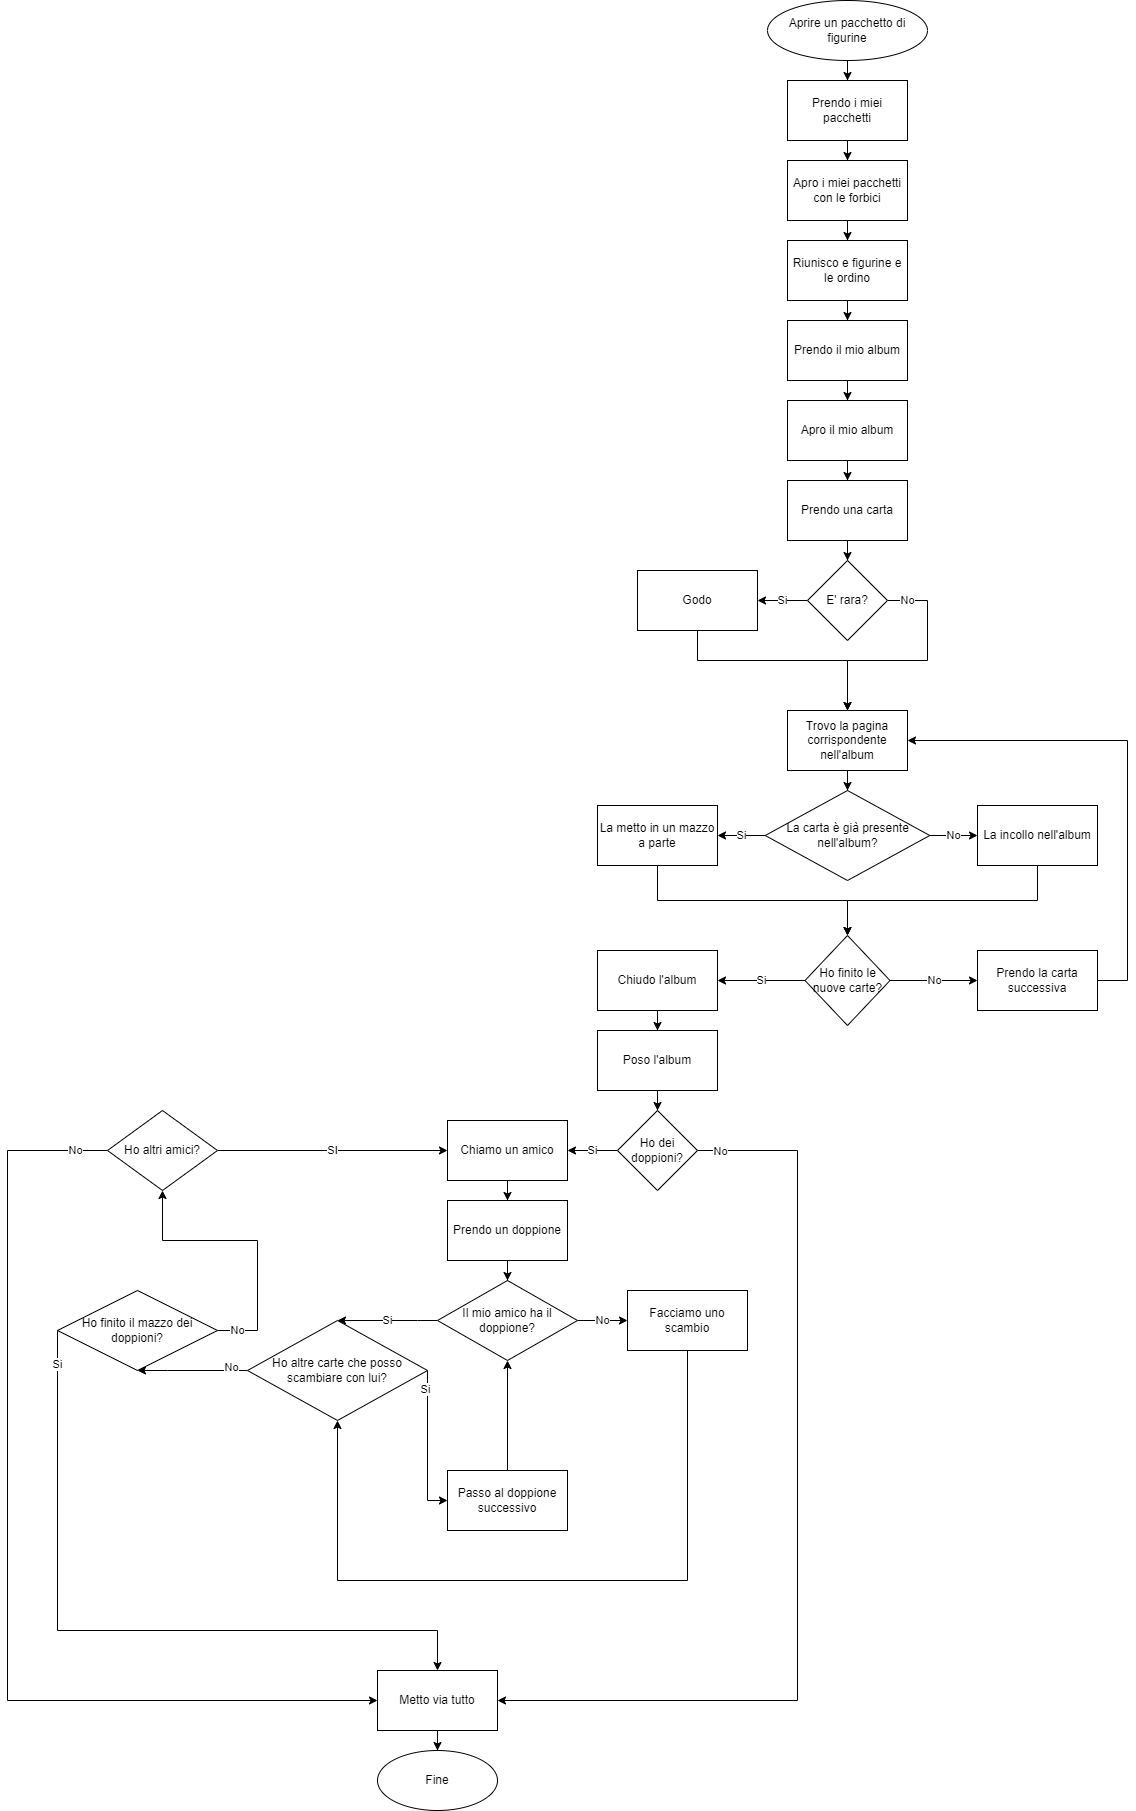 Aprire un pacchetto di
figurine
Prendo i miei
pacchetti
Apro i miei pacchetti
con le forbici
Riunisco e figurine e
le ordino
Prendo il mio album
Apro il mio album
Prendo una carta
Godo
Si
E' rara?
No
Trovo la pagina
corrispondente
nell'album
La metto in un mazzo
a parte
Si
La carta è già presente
nell'album?
No
La incollo nell'album
Chiudo l'album
Si
Ho finito le
nuove carte?
No
Prendo la carta
successiva
Poso l'album
No
Ho altri amici?
SI
Chiamo un amico
Si
Ho dei
doppioni?
No
Prendo un doppione
Ho finito il mazzo dei
doppioni?
No
Si
Si
Il mio amico ha il
doppione?
No
Facciamo uno
scambio
No
Ho altre carte che posso
scambiare con lui?
Si
Passo al doppione
successivo
Metto via tutto
Fine